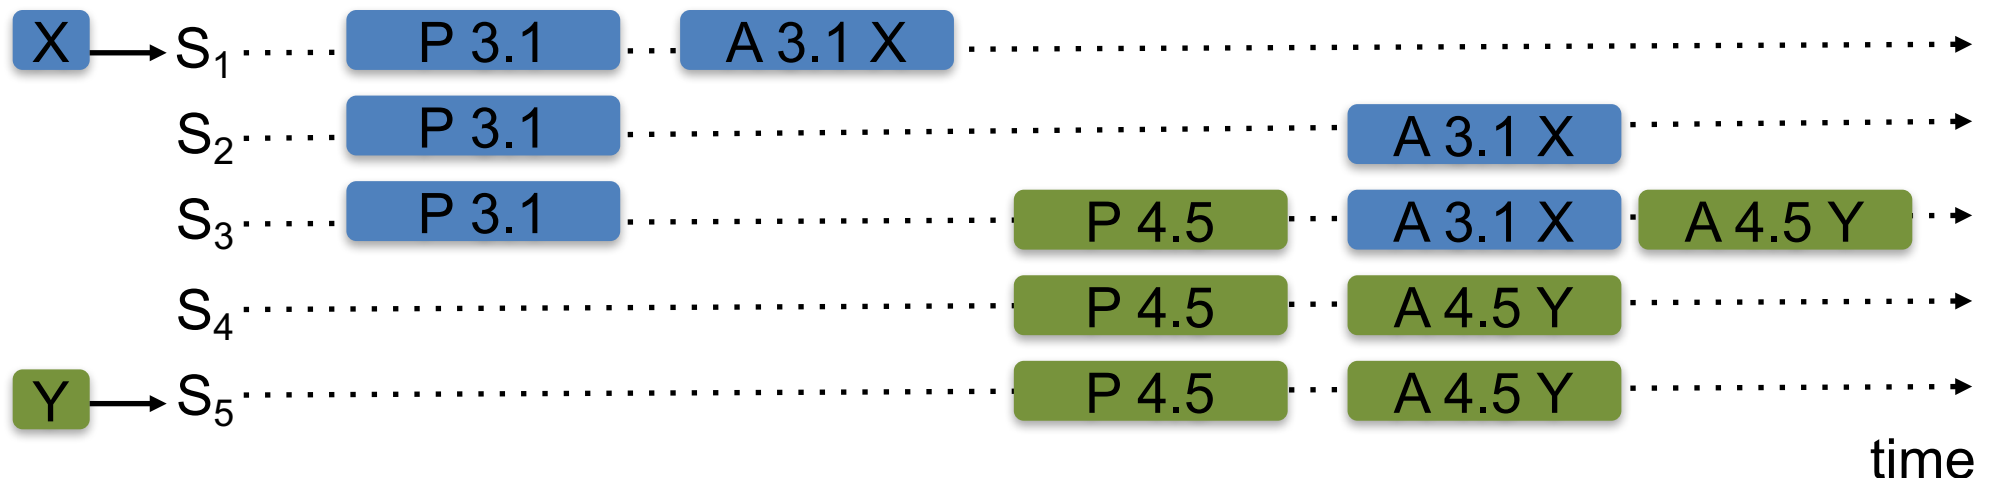 X S1 P 3.1 A 3.1 X
S2 P 3.1 A 3.1 X
S3 P 3.1 P 4.5 A 3.1 X A 4.5 Y
S4 P 4.5 A 4.5 Y
Y S5 P 4.5 A 4.5 Y
time